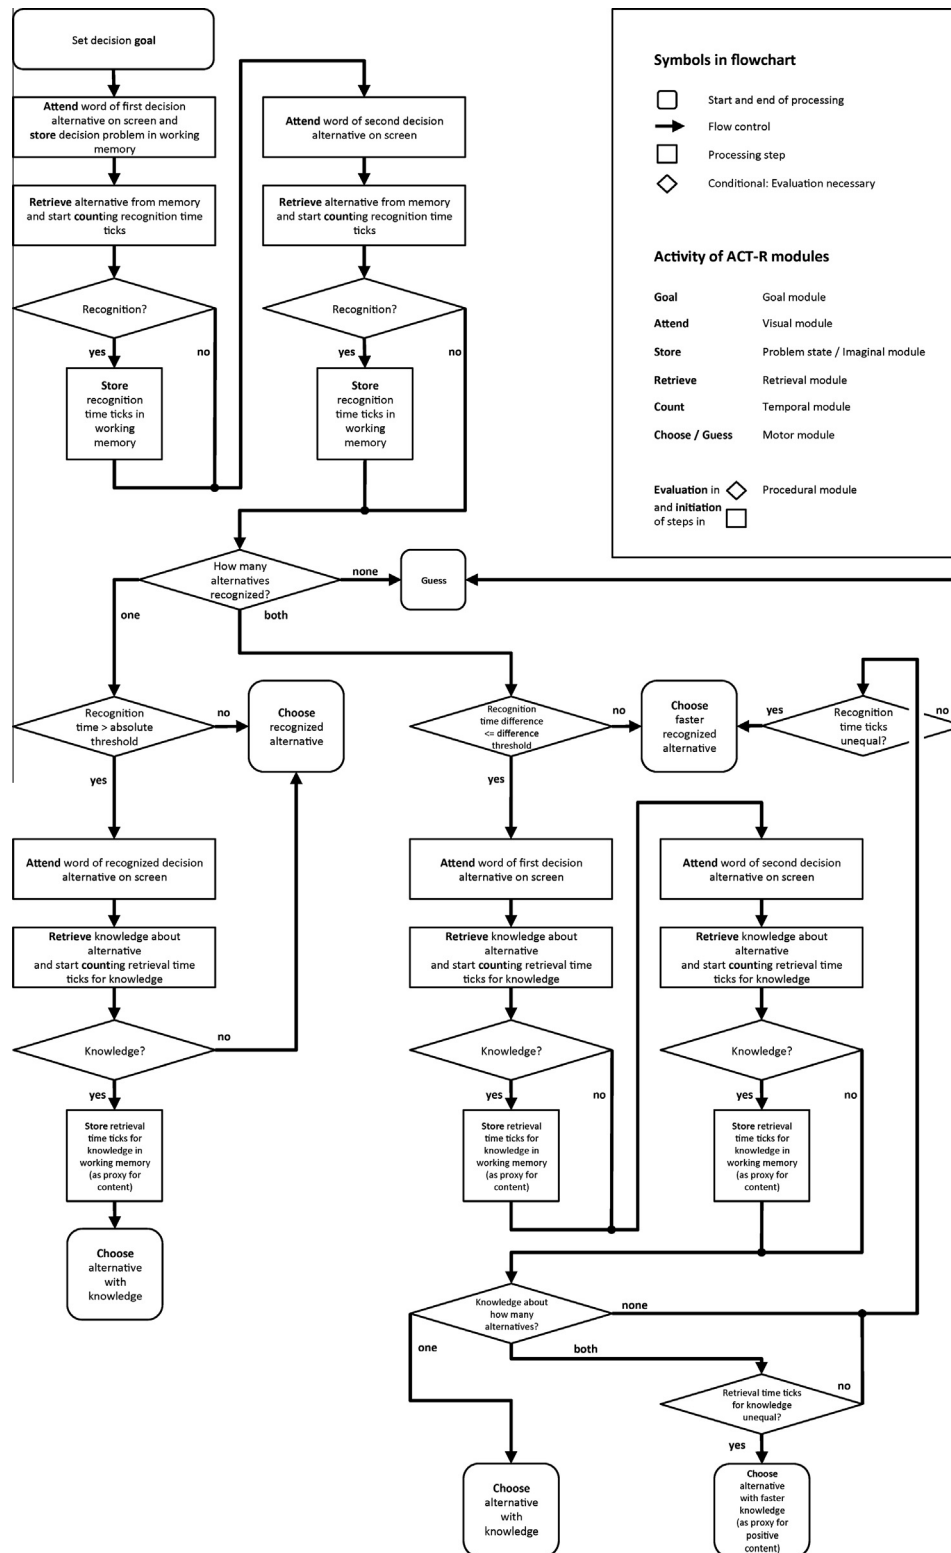 Set decision goal
Attend word of first decision
alternative on screen and
store decision problem in working
memory
Retrieve alternative from memory
and start counting recognition time
ticks
Recognition?
yes
no
Store
recognition
time ticks in
working
memory
Attend word of second decision
alternative on screen
Retrieve alternative from memory
and start counting recognition time
ticks
Recognition?
yes
no
Store
recognition
time ticks in
working
memory
Symbols in flowchart
Start and end of processing
Flow control
Processing step
Conditional: Evaluation necessary
Activity of ACT-R modules
Goal Goal module
Attend Visual module
Store Problem state / Imaginal module
Retrieve Retrieval module
Count Temporal module
Choose / Guess Motor module
Evaluation in Procedural module
and initiation
of steps in
How many
alternatives
recognized?
none
Guess
one
both
Recognition
time > absolute
threshold
no
Choose
recognized
alternative
yes
Recognition
time difference
<= difference
threshold
no
Choose
faster
recognized
alternative
yes
Recognition
time ticks
unequal?
no
yes
Attend word of recognized decision
alternative on screen
Retrieve knowledge about
alternative
and start counting retrieval time
ticks for knowledge
Knowledge?
no
yes
Store retrieval
time ticks for
knowledge in
working memory
(as proxy for
content)
Choose
alternative
with
knowledge
Attend word of first decision
alternative on screen
Retrieve knowledge about
alternative
and start counting retrieval time
ticks for knowledge
Knowledge?
yes
no
Store retrieval
time ticks for
knowledge in
working memory
(as proxy for
content)
Attend word of second decision
alternative on screen
Retrieve knowledge about
alternative
and start counting retrieval time
ticks for knowledge
Knowledge?
yes
no
Store retrieval
time ticks for
knowledge in
working memory
(as proxy for
content)
Knowledge about
how many
alternatives?
none
one
both
Retrieval time ticks
for knowledge
unequal?
no
yes
Choose
alternative
with
knowledge
Choose
alternative
with faster
knowledge
(as proxy for
positive
content)